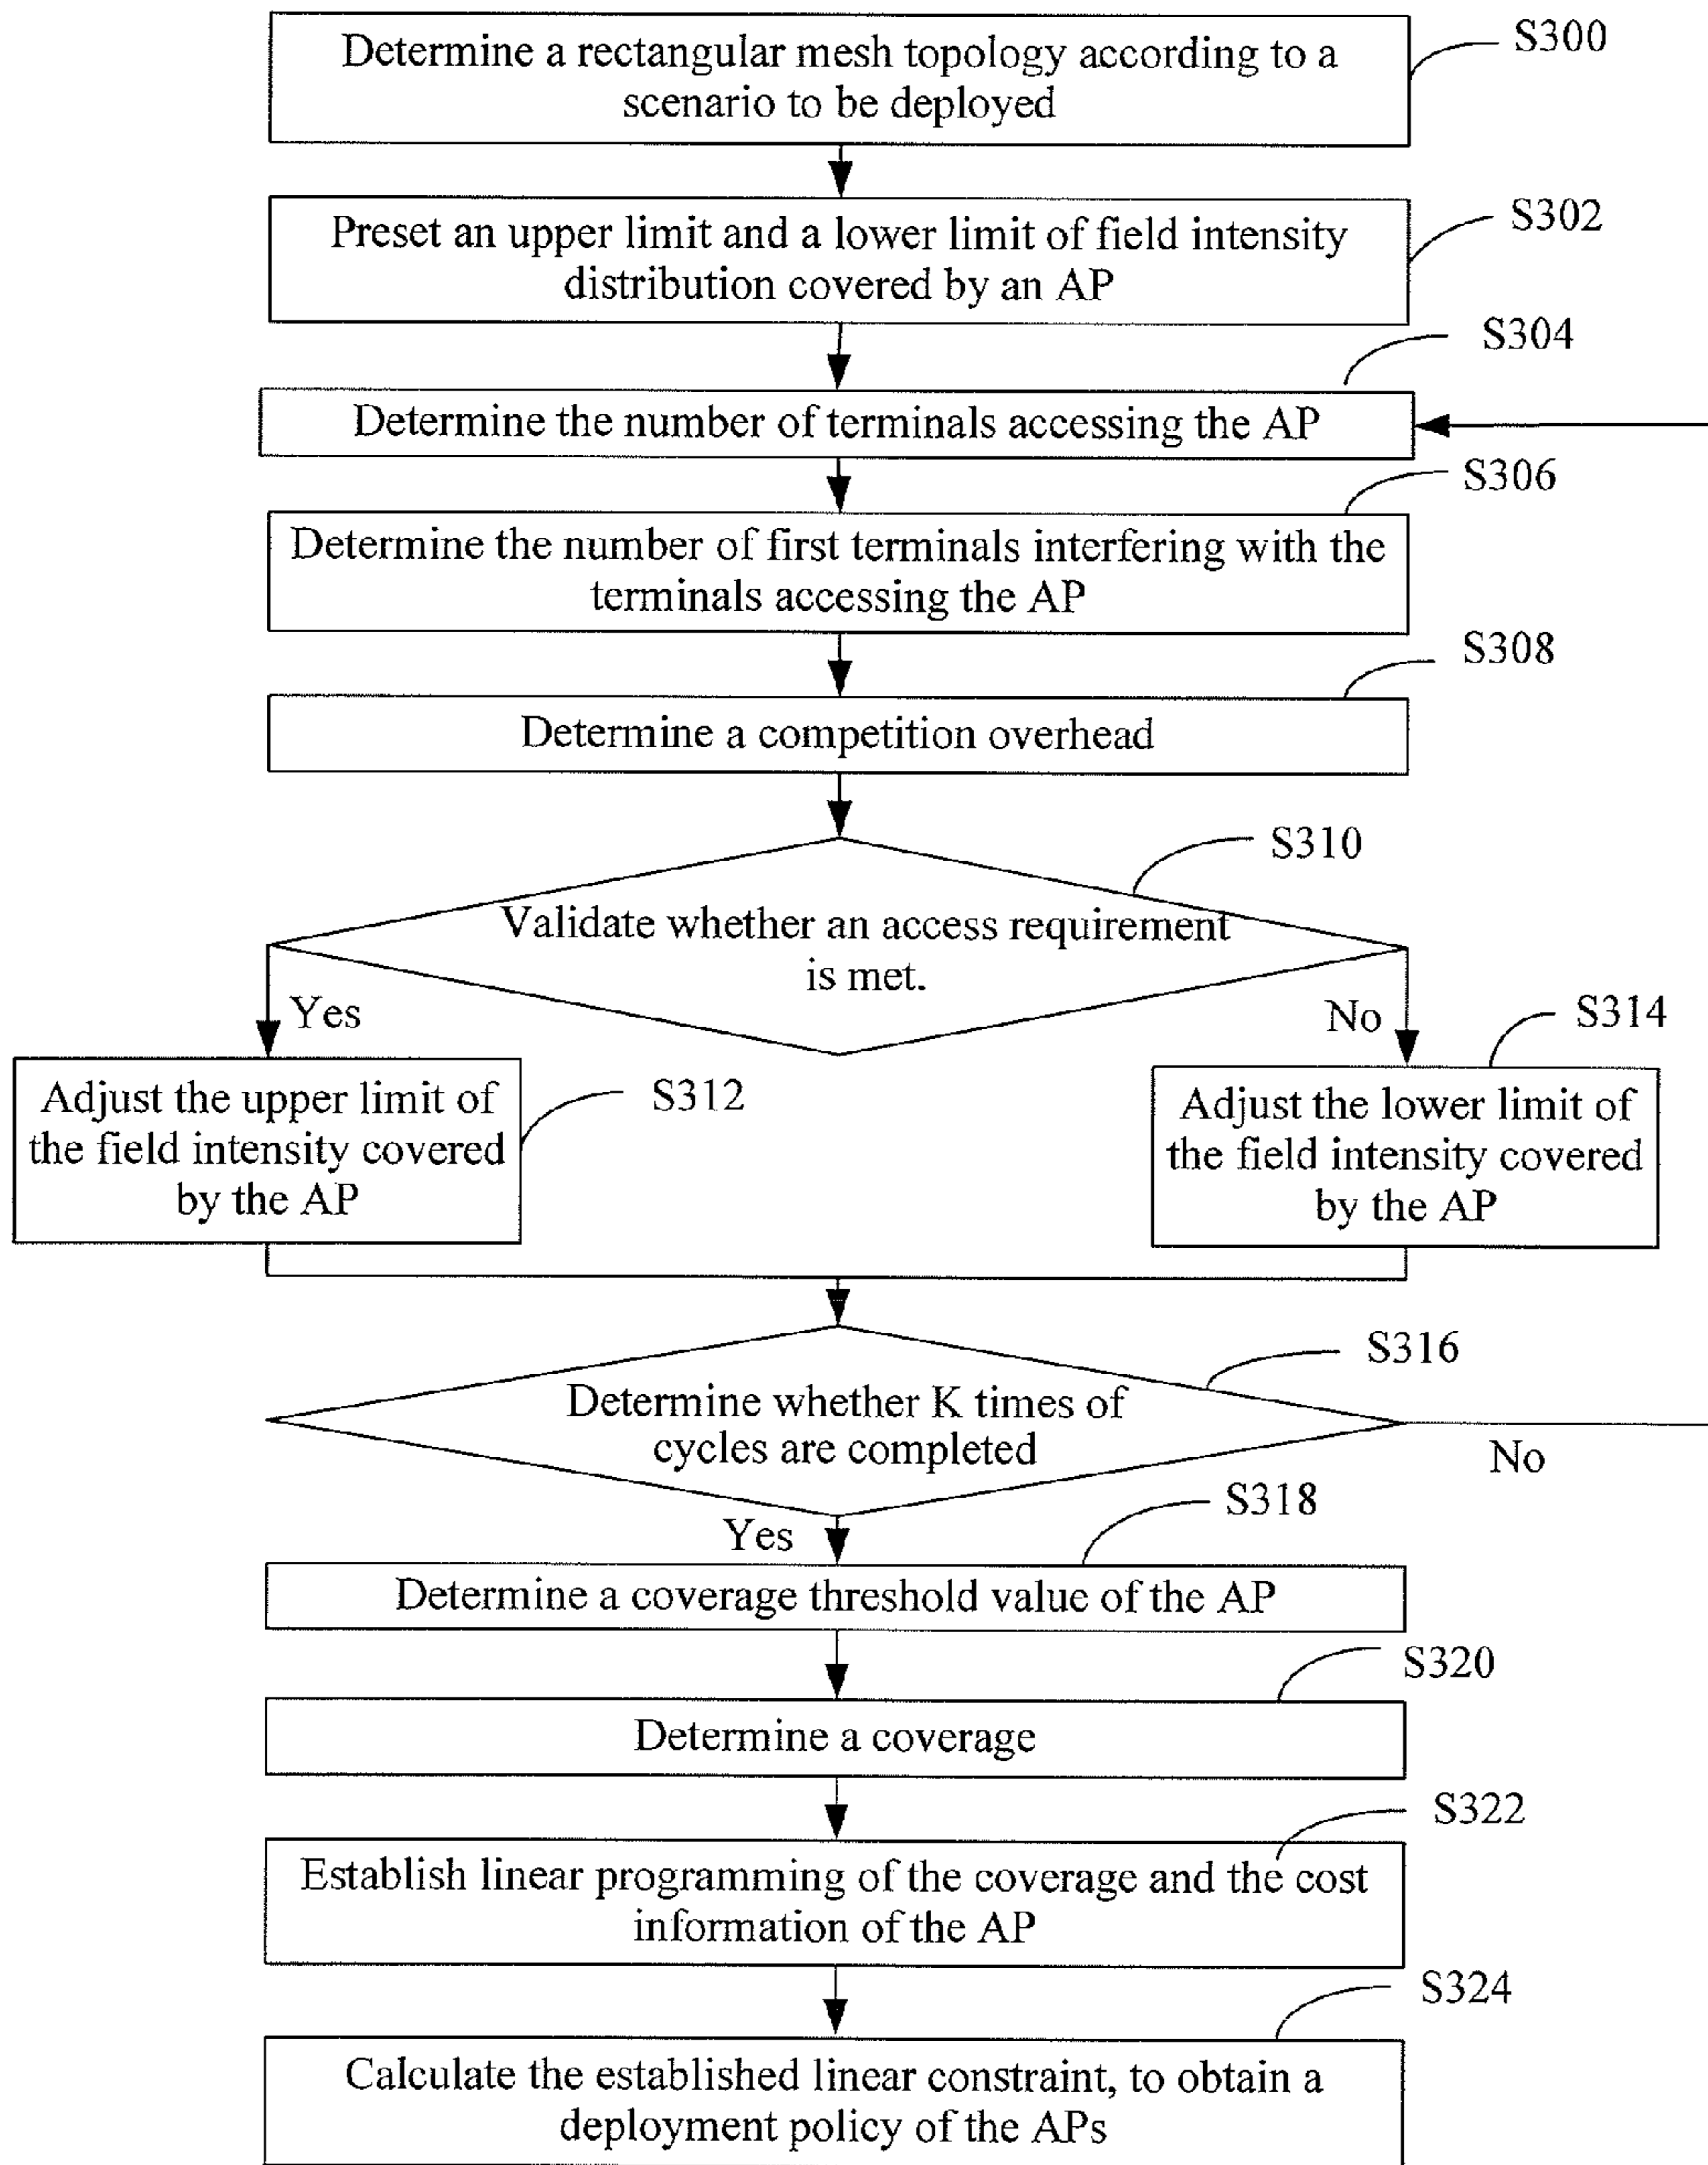 Determine a rectangular mesh topology according to a
scenario to be deployed
S300
Preset an upper limit and a lower limit of field intensity
distribution covered by an AP
S302
S304
Determine the number of terminals accessing the AP
S306
Determine the number of first terminals interfering with the
terminals accessing the AP
S308
Determine a competition overhead
S310
Validate whether an access requirement
is met.
Yes
No
S314
Adjust the upper limit of
the field intensity covered
by the AP
S312
Adjust the lower limit of
the field intensity covered
by the AP
S316
Determine whether K times of
cycles are completed
No
S318
Yes
Determine a coverage threshold value of the AP
S320
Determine a coverage
S322
Establish linear programming of the coverage and the cost
information of the AP
S324
Calculate the established linear constraint, to obtain a
deployment policy of the APs